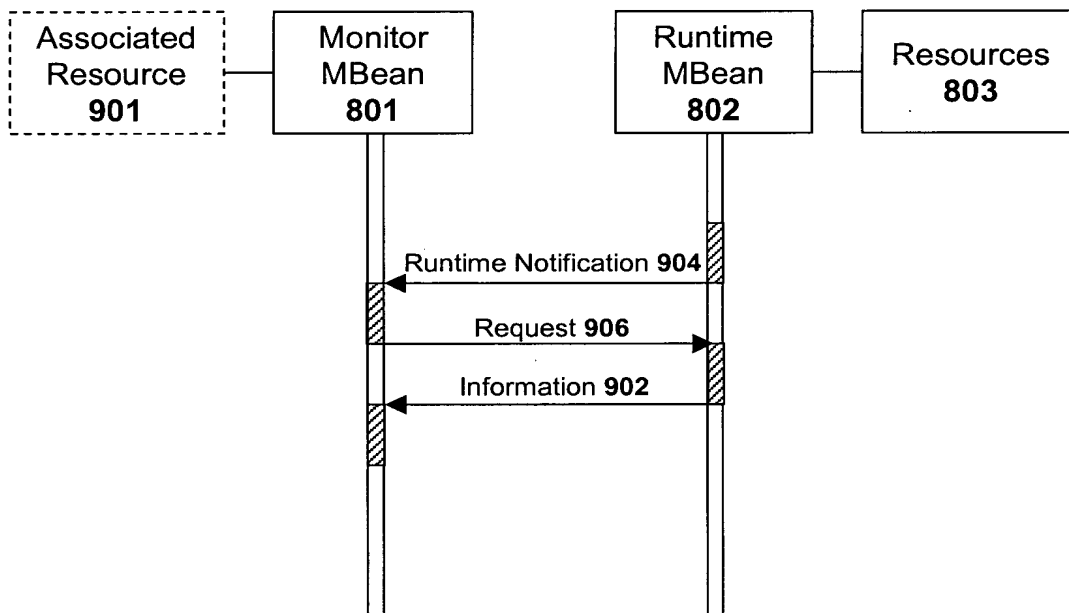 Associated
Resource
901
Monitor
MBean
801
Runtime
MBean
802
Resources
803
Runtime Notification 904
Request 906
Information 902